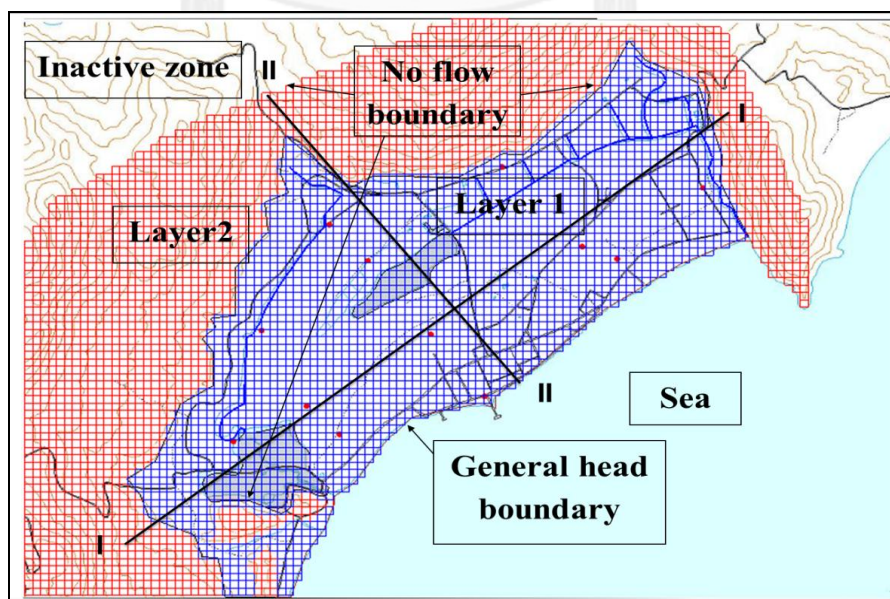 Inactive zone
II
No flow
boundary
I
Layer 1
Layer2
II
Sea
General head
boundary
I